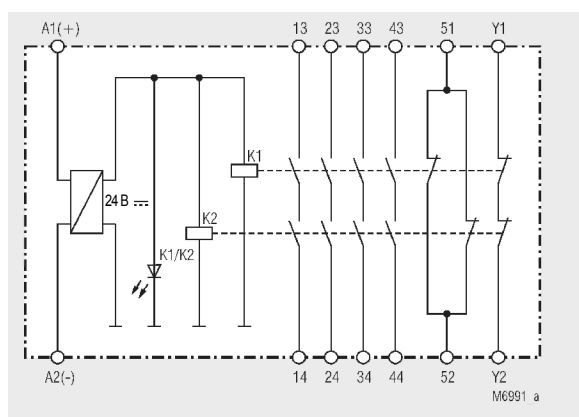 A1(+) 13 23 33 43 51 Y1
K1
24 В
K2
K1/K2
A2(-) 14 24 34 44 52 Y2
M6991_a